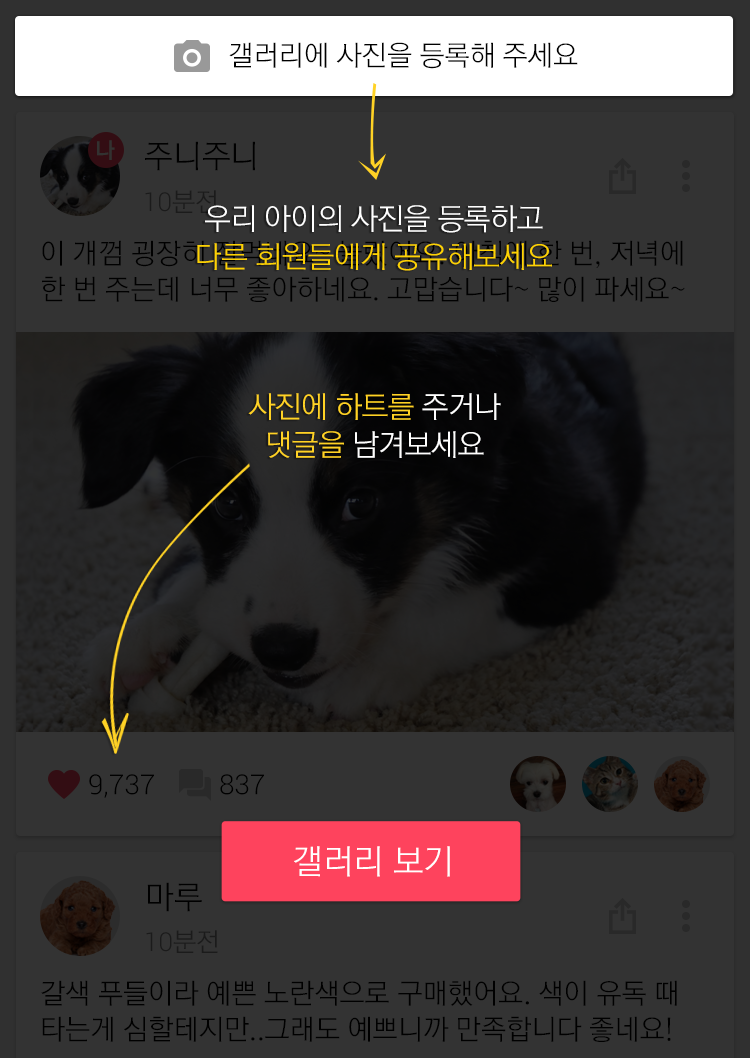 갤러리에 사진을 등록해 주세요
나
주니주니
10분전
우리 아이의 사진을 등록하고
다른 회원들에게 공유해보세요
이 개껌 굉장히
한 번, 저녁에
한 번 주는데 너무 좋아하네요. 고맙습니다~ 많이 파세요~
사진에 하트를 주거나
댓글을 남겨보세요
9,737
837
갤러리 보기
마루
10분전
갈색 푸들이라 예쁜 노란색으로 구매했어요. 색이 유독 때
타는게 심할테지만..그래도 예쁘니까 만족합니다 좋네요!